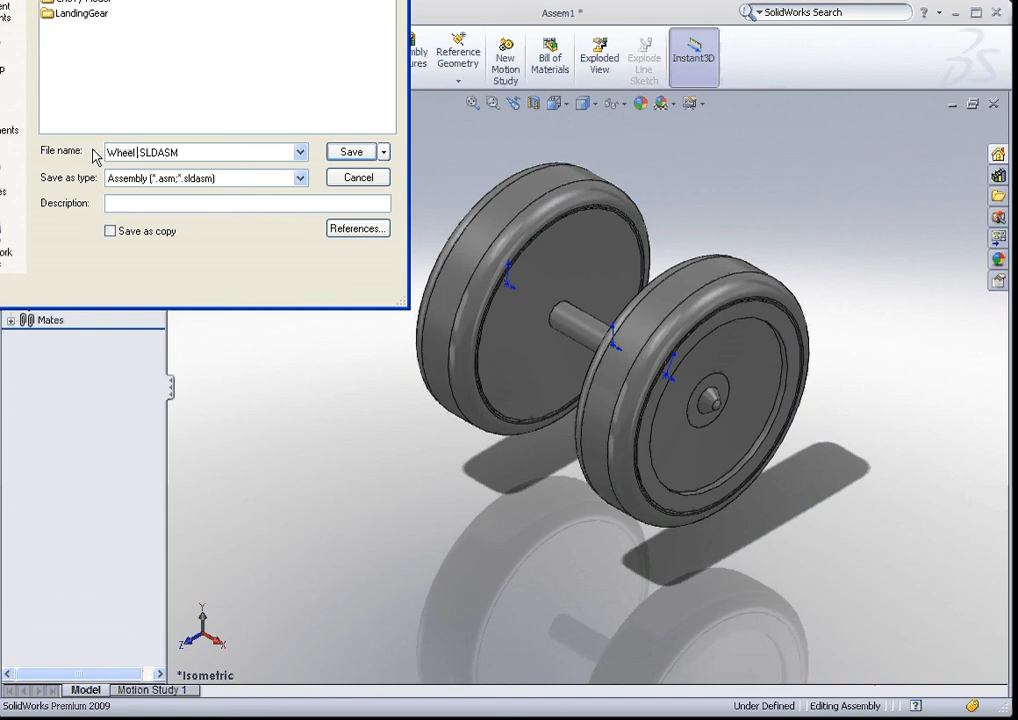 Assem1 *
SolidWorks Search
LandingGear
Reference
Geometry
New
Motion
Study
Bill of
Materials
Exploded
View
Explode
Line
Sketch
Instant3D
File name:
Wheel SLDASM
Save
Save as type:
Assembly (*.asm;*.sldasm)
Cancel
Description:
Save as copy
References...
Mates
Y
Z
X
*Isometric
Model
Motion Study 1
SolidWorks Premium 2009
Under Defined
Editing Assembly